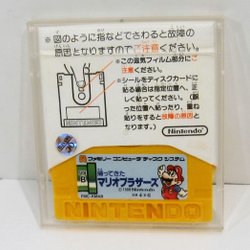 ※図のように指などでさわると故障の
原因となりますのでご注意ください。
※この磁気フィルム部分に
ご注意ください。
※シールをディスクカード
に貼る場合は指定位置に
正しく貼ってください。(誤
った位置へ貼ったり、重ね
貼りをすると故障の原因と
なります。)
Nintendo
ファミリー コンピュータ ディスク システム
帰ってきた
マリオブラザーズ
B
NINTENDO